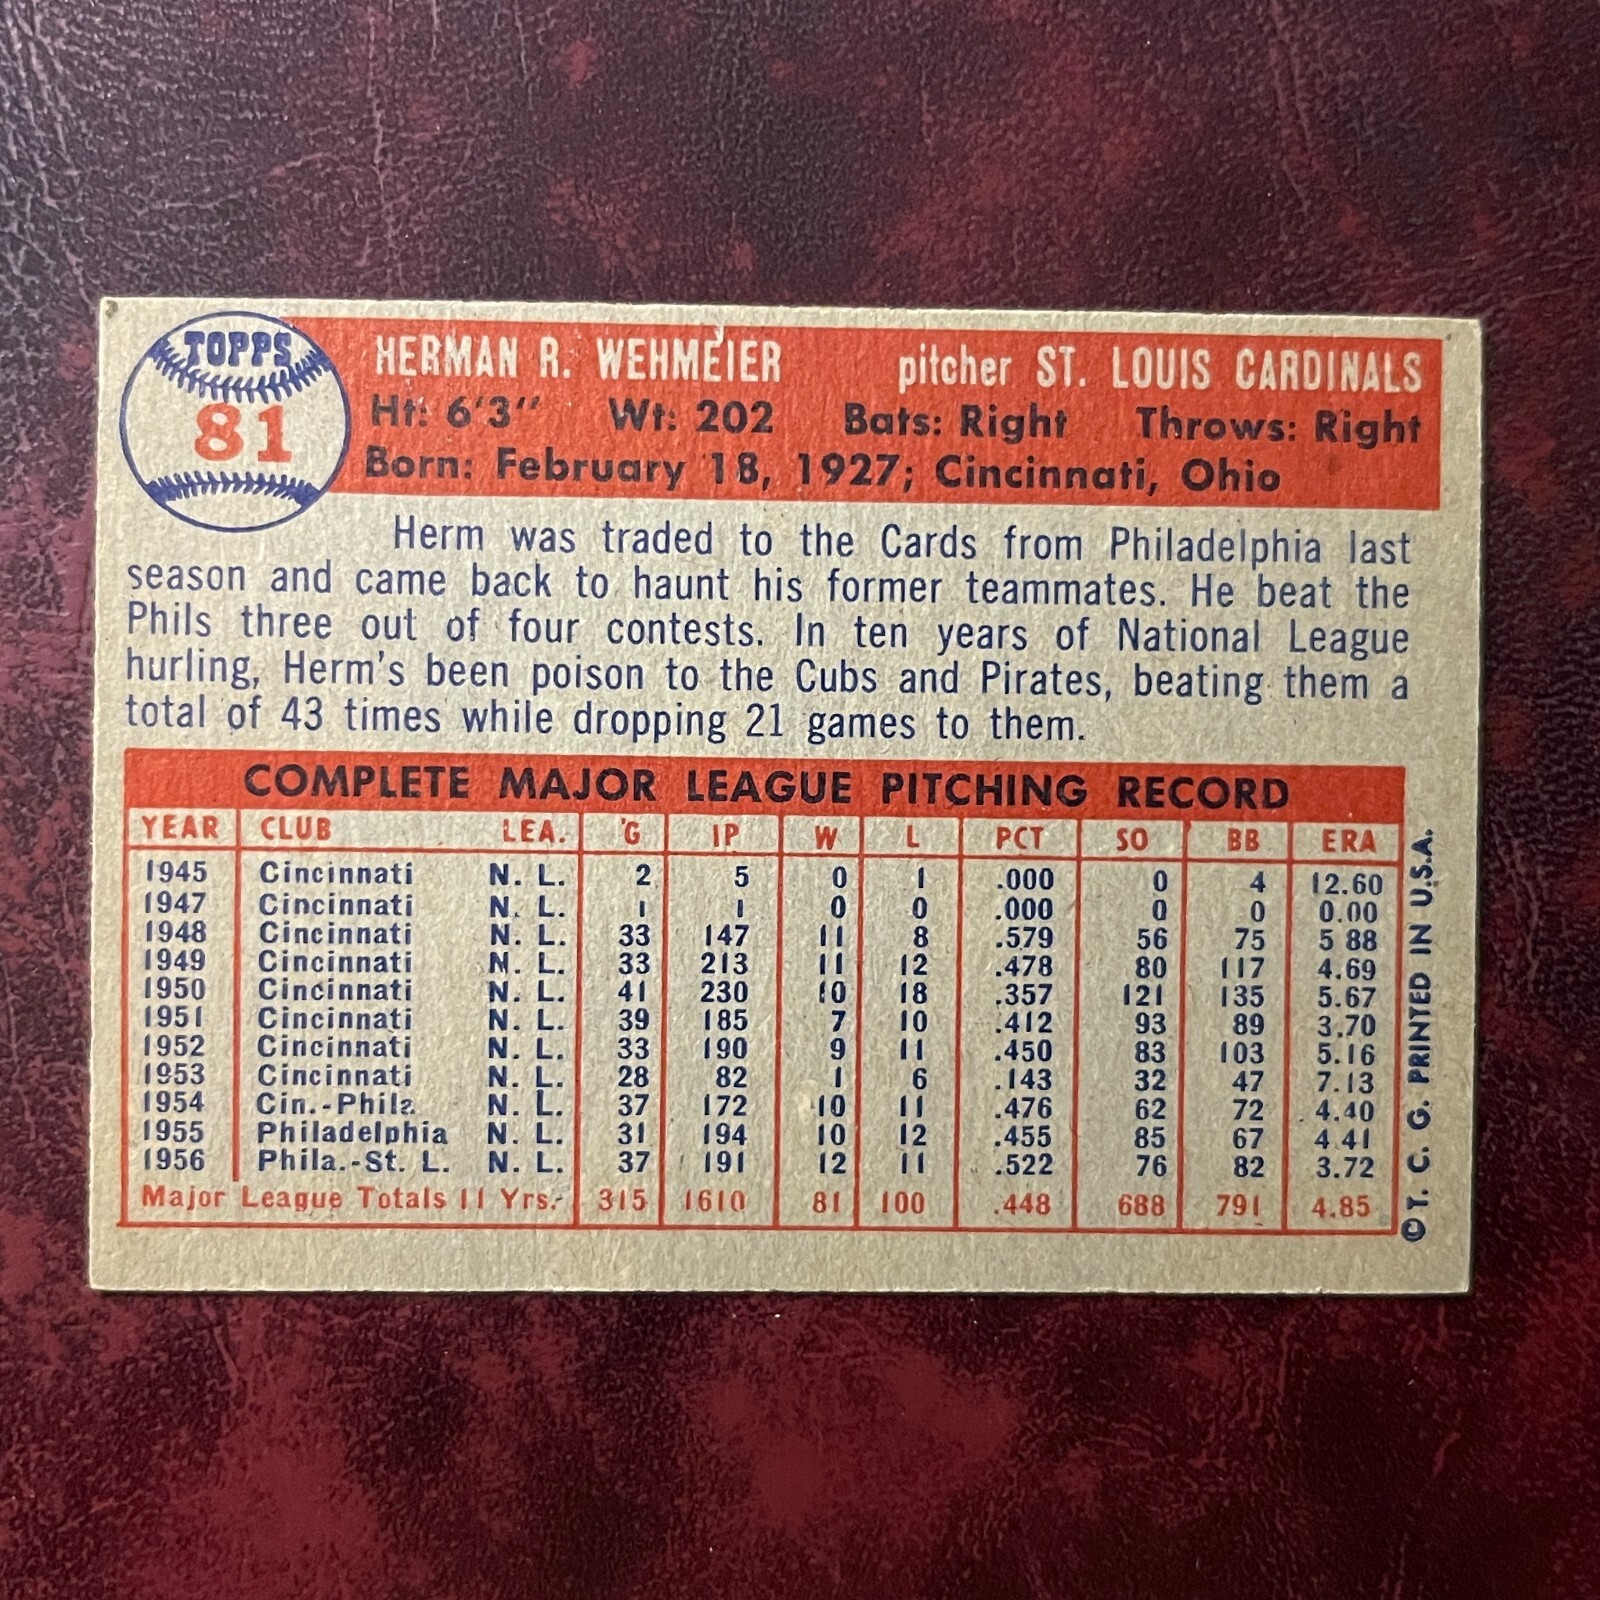 TOPPS
81
HERMAN R. WEHMEIER pitcher ST. LOUIS CARDINALS
Ht: 6'3" Wt: 202 Bats: Right Throws: Right
Born: February 18, 1927; Cincinnati, Ohio
Herm was traded to the Cards from Philadelphia last
season and came back to haunt his former teammates. He beat the
Phils three out of four contests. In ten years of National League
hurling, Herm's been poison to the Cubs and Pirates, beating them a
total of 43 times while dropping 21 games to them.
COMPLETE MAJOR LEAGUE PITCHING RECORD
YEAR CLUB LEA. G IP W L PCT SO BB ERA
1945 Cincinnati N. L. 2 5 0 1 .000 0 4 12.60
1947 Cincinnati N. L. 1 1 0 0 .000 0 0 0.00
1948 Cincinnati N. L. 33 147 11 8 .579 56 75 5 88
1949 Cincinnati N. L. 33 213 11 12 .478 80 117 4.69
1950 Cincinnati N. L. 41 230 10 18 .357 121 135 5.67
1951 Cincinnati N. L. 39 185 7 10 .412 93 89 3.70
1952 Cincinnati N. L. 33 190 9 11 .450 83 103 5.16
1953 Cincinnati N. L. 28 82 1 6 .143 32 47 7.13
1954 Cin.-Phila N. L. 37 172 10 11 .476 62 72 4.40
1955 Philadelphia N. L. 31 194 10 12 .455 85 67 4.41
1956 Phila.-St. L. N. L. 37 191 12 11 .522 76 82 3.72
Major League Totals 11 Yrs. 315 1610 81 100 .448 688 791 4.85
©T. C. G. PRINTED IN U.S.A.